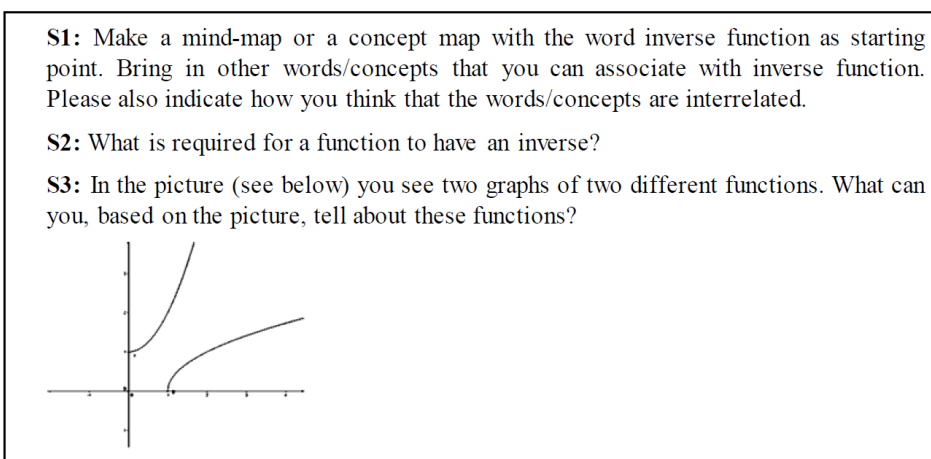 S1: Make a mind-map or a concept map with the word inverse function as starting
point. Bring in other words/concepts that you can associate with inverse function.
Please also indicate how you think that the words/concepts are interrelated.
S2: What is required for a function to have an inverse?
S3: In the picture (see below) you see two graphs of two different functions. What can
you, based on the picture, tell about these functions?